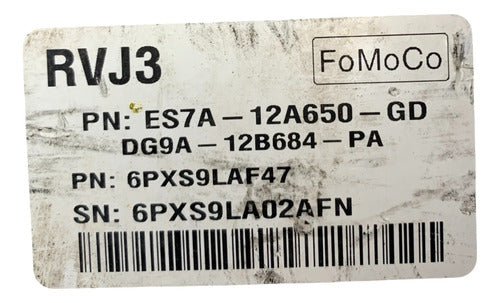 RVJ3
FoMoCo
PN: ES7A-12A650-GD
DG9A-12B684-PA
PN: 6PXS9LAF47
SN: 6PXS9LA02AFN